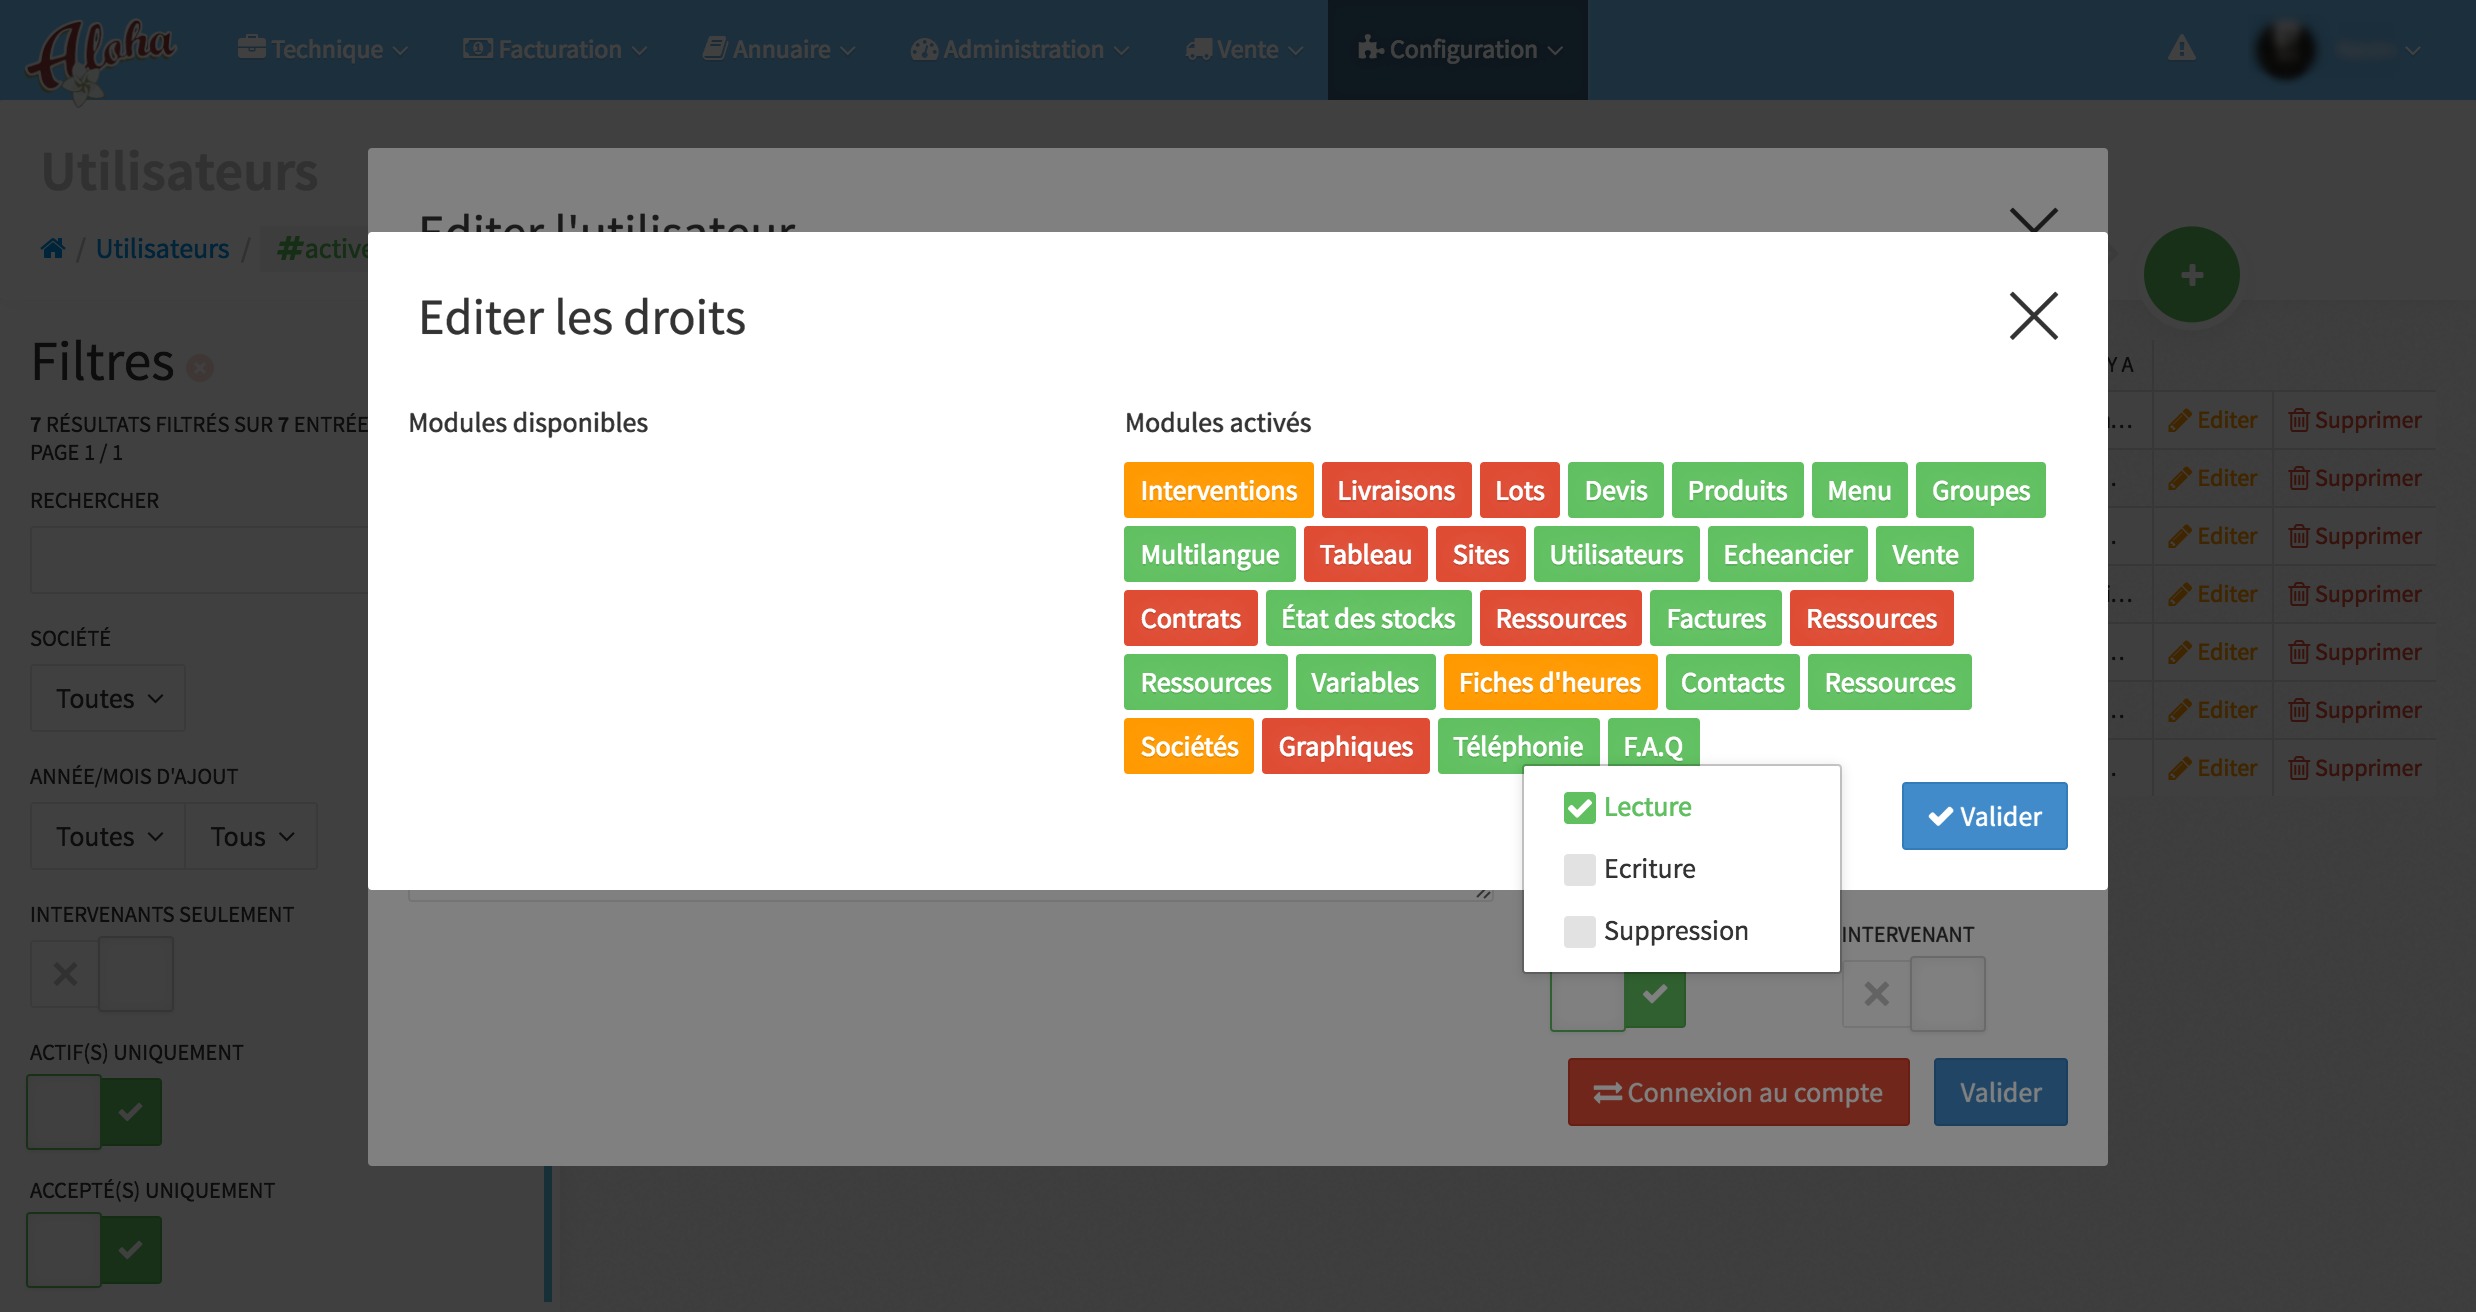 Aloha
Technique
Facturation
Annuaire
Administration
Vente
Configuration
Utilisateurs
/ Utilisateurs / #active
Filtres
7 RÉSULTATS FILTRÉS SUR 7 ENTRÉE
PAGE 1 / 1
RECHERCHER
SOCIÉTÉ
Toutes
ANNÉE/MOIS D'AJOUT
Toutes Tous
INTERVENANTS SEULEMENT
ACTIF(S) UNIQUEMENT
ACCEPTÉ(S) UNIQUEMENT
Editer l'utilisateur
Editer les droits
Modules disponibles
Modules activés
Interventions Livraisons Lots Devis Produits Menu Groupes
Multilangue Tableau Sites Utilisateurs Echeancier Vente
Contrats État des stocks Ressources Factures Ressources
Ressources Variables Fiches d'heures Contacts Ressources
Sociétés Graphiques Téléphonie F.A.Q
Lecture
Ecriture
Suppression
Valider
INTERVENANT
Connexion au compte Valider
Y A
Editer Supprimer
Editer Supprimer
Editer Supprimer
Editer Supprimer
Editer Supprimer
Editer Supprimer
Editer Supprimer